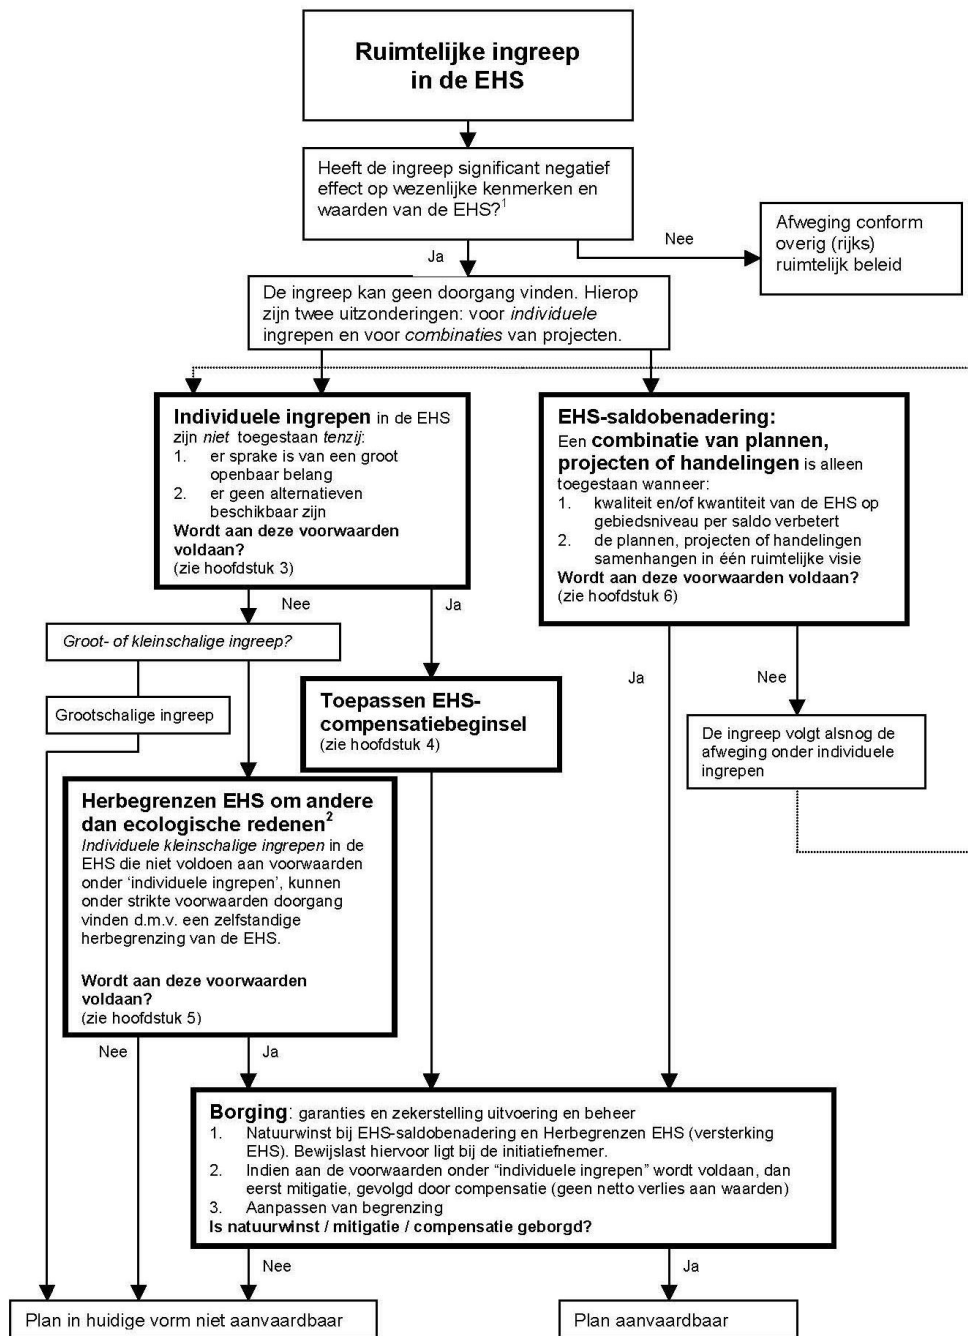 Ruimtelijke ingreep
in de EHS
Heeft de ingreep significant negatief
effect op wezenlijke kenmerken en
waarden van de EHS?¹
Ja
Nee
Afweging conform
overig (rijks)
ruimtelijk beleid
De ingreep kan geen doorgang vinden. Hierop
zijn twee uitzonderingen: voor individuele
ingrepen en voor combinaties van projecten.
Individuele ingrepen in de EHS
zijn niet toegestaan tenzij:
1. er sprake is van een groot
openbaar belang
2. er geen alternatieven
beschikbaar zijn
Wordt aan deze voorwaarden
voldaan?
(zie hoofdstuk 3)
EHS-saldobenadering:
Een combinatie van plannen,
projecten of handelingen is alleen
toegestaan wanneer:
1. kwaliteit en/of kwantiteit van de EHS op
gebiedsniveau per saldo verbetert
2. de plannen, projecten of handelingen
samenhangen in één ruimtelijke visie
Wordt aan deze voorwaarden voldaan?
(zie hoofdstuk 6)
Nee
Ja
Groot- of kleinschalige ingreep?
Grootschalige ingreep
Toepassen EHS-
compensatiebeginsel
(zie hoofdstuk 4)
Ja
Nee
De ingreep volgt alsnog de
afweging onder individuele
ingrepen
Herbegrenzen EHS om andere
dan ecologische redenen²
Individuele kleinschalige ingrepen in de
EHS die niet voldoen aan voorwaarden
onder ‘individuele ingrepen’, kunnen
onder strikte voorwaarden doorgang
vinden d.m.v. een zelfstandige
herbegrenzing van de EHS.
Wordt aan deze voorwaarden
voldaan?
(zie hoofdstuk 5)
Nee
Ja
Borging: garanties en zekerstelling uitvoering en beheer
1. Natuurwinst bij EHS-saldobenadering en Herbegrenzen EHS (versterking
EHS). Bewijslast hiervoor ligt bij de initiatiefnemer.
2. Indien aan de voorwaarden onder “individuele ingrepen” wordt voldaan, dan
eerst mitigatie, gevolgd door compensatie (geen netto verlies aan waarden)
3. Aanpassen van begrenzing
Is natuurwinst / mitigatie / compensatie geborgd?
Nee
Ja
Plan in huidige vorm niet aanvaardbaar
Plan aanvaardbaar